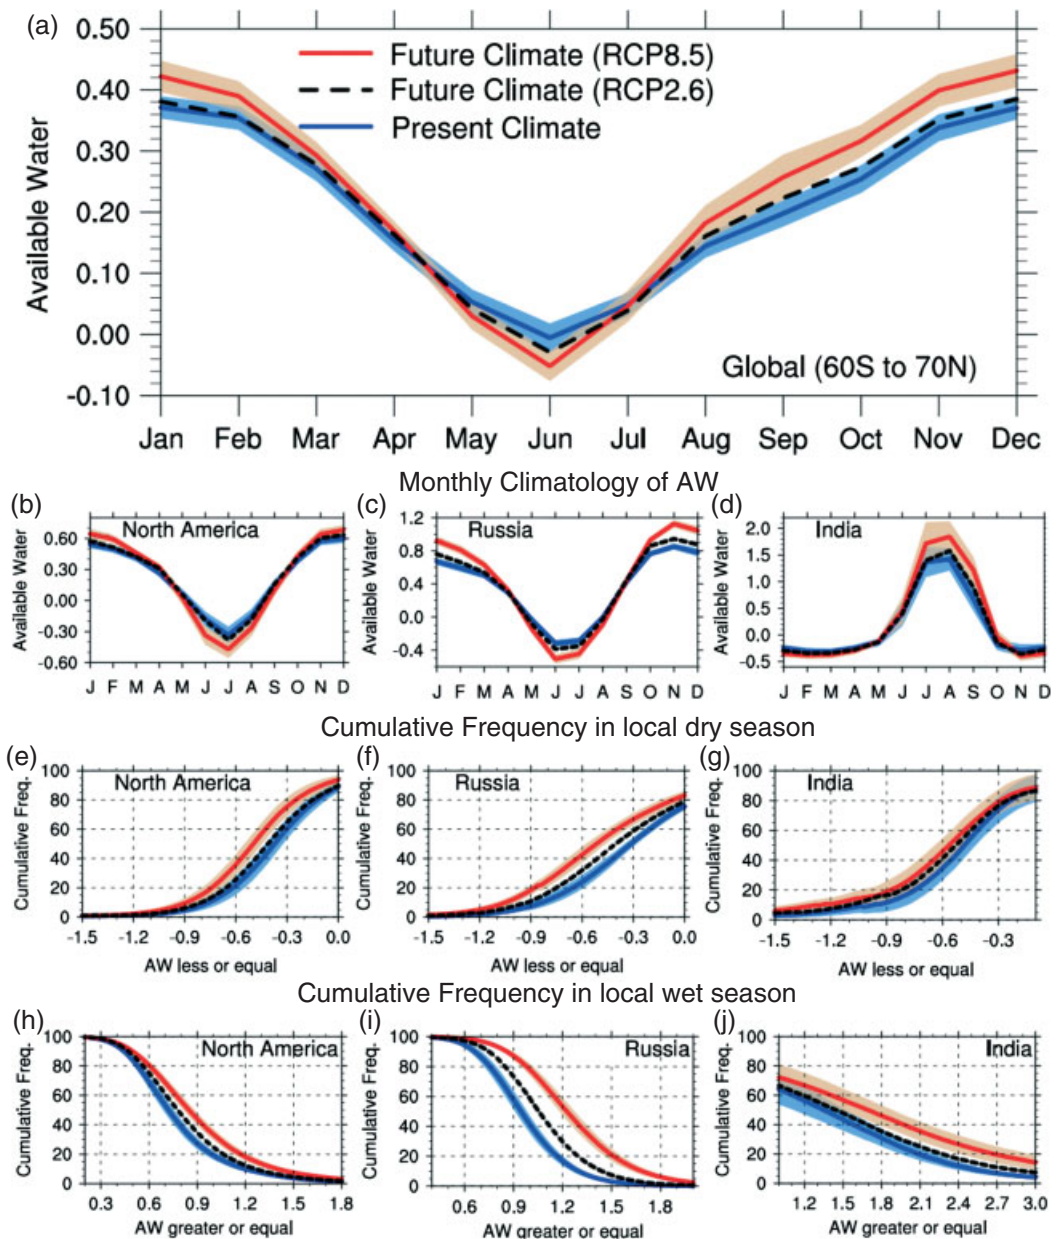 (a)
0.50
0.40
0.30
0.20
0.10
0.00
-0.10
Available Water
Future Climate (RCP8.5)
Future Climate (RCP2.6)
Present Climate
Global (60S to 70N)
Jan Feb Mar Apr May Jun Jul Aug Sep Oct Nov Dec
Monthly Climatology of AW
(b)
North America
Available Water
0.60
0.30
0.00
-0.30
-0.60
J F M A M J J A S O N D
(c)
Russia
Available Water
1.2
0.8
0.4
0.0
-0.4
J F M A M J J A S O N D
(d)
India
Available Water
2.0
1.5
1.0
0.5
0.0
-0.5
J F M A M J J A S O N D
Cumulative Frequency in local dry season
(e)
North America
Cumulative Freq.
100
80
60
40
20
0
-1.5 -1.2 -0.9 -0.6 -0.3 0.0
AW less or equal
(f)
Russia
Cumulative Freq.
100
80
60
40
20
0
-1.5 -1.2 -0.9 -0.6 -0.3 0.0
AW less or equal
(g)
India
Cumulative Freq.
100
80
60
40
20
0
-1.5 -1.2 -0.9 -0.6 -0.3
AW less or equal
Cumulative Frequency in local wet season
(h)
North America
Cumulative Freq.
100
80
60
40
20
0
0.3 0.6 0.9 1.2 1.5 1.8
AW greater or equal
(i)
Russia
Cumulative Freq.
100
80
60
40
20
0
0.6 0.9 1.2 1.5 1.8
AW greater or equal
(j)
India
Cumulative Freq.
100
80
60
40
20
0
1.2 1.5 1.8 2.1 2.4 2.7 3.0
AW greater or equal